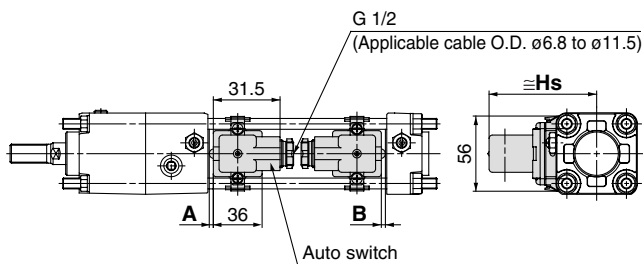 G 1/2
(Applicable cable O.D. ø6.8 to ø11.5)
31.5
≅Hs
56
A
36
B
Auto switch